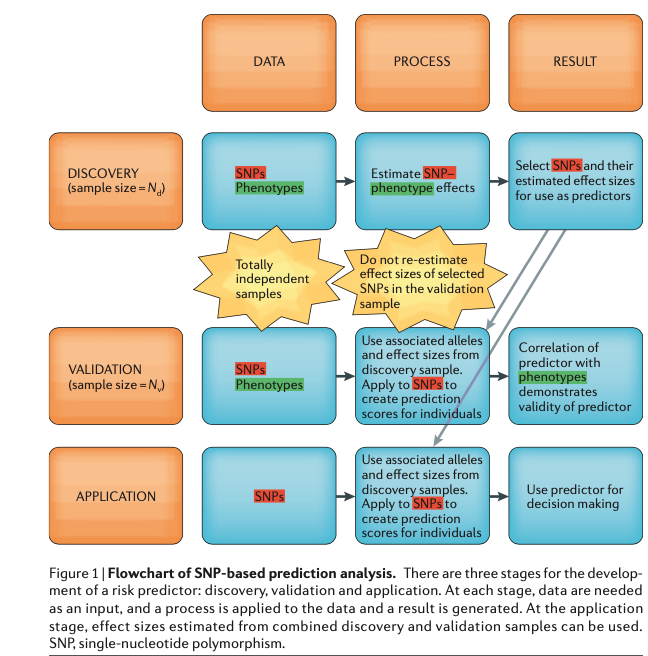 DATA
PROCESS
RESULT
DISCOVERY
(sample size = Nd)
SNPs
Phenotypes
Estimate SNP–
phenotype effects
Select SNPs and their
estimated effect sizes
for use as predictors
Totally
independent
samples
Do not re-estimate
effect sizes of selected
SNPs in the validation
sample
VALIDATION
(sample size = Nv)
SNPs
Phenotypes
Use associated alleles
and effect sizes from
discovery sample.
Apply to SNPs to
create prediction
scores for individuals
Correlation of
predictor with
phenotypes
demonstrates
validity of predictor
APPLICATION
SNPs
Use associated alleles
and effect sizes from
discovery samples.
Apply to SNPs to
create prediction
scores for individuals
Use predictor for
decision making
Figure 1 | Flowchart of SNP-based prediction analysis. There are three stages for the develop-
ment of a risk predictor: discovery, validation and application. At each stage, data are needed
as an input, and a process is applied to the data and a result is generated. At the application
stage, effect sizes estimated from combined discovery and validation samples can be used.
SNP, single-nucleotide polymorphism.